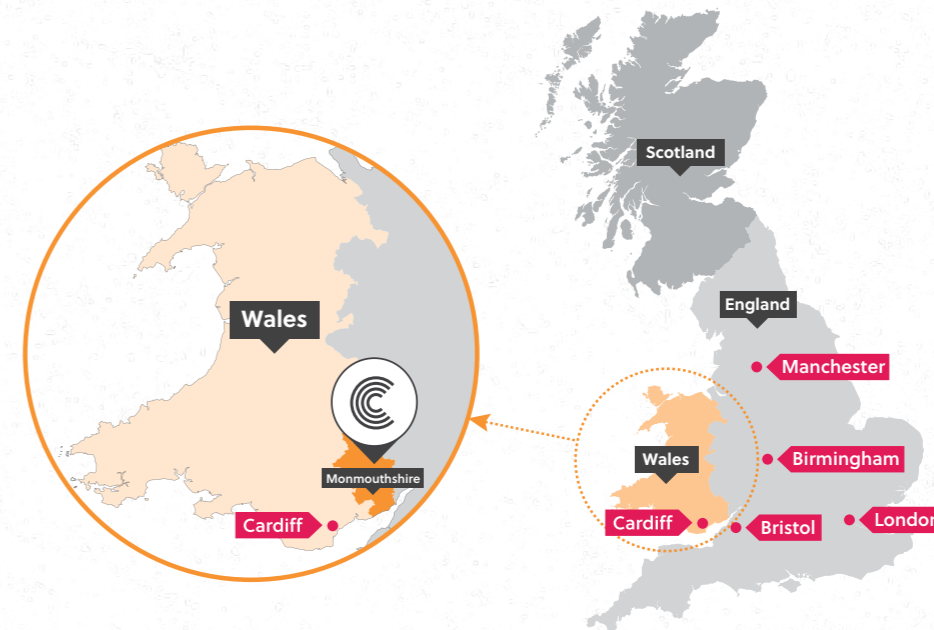 Wales
Monmouthshire
Cardiff
Scotland
England
Manchester
Wales
Birmingham
Cardiff
Bristol
London